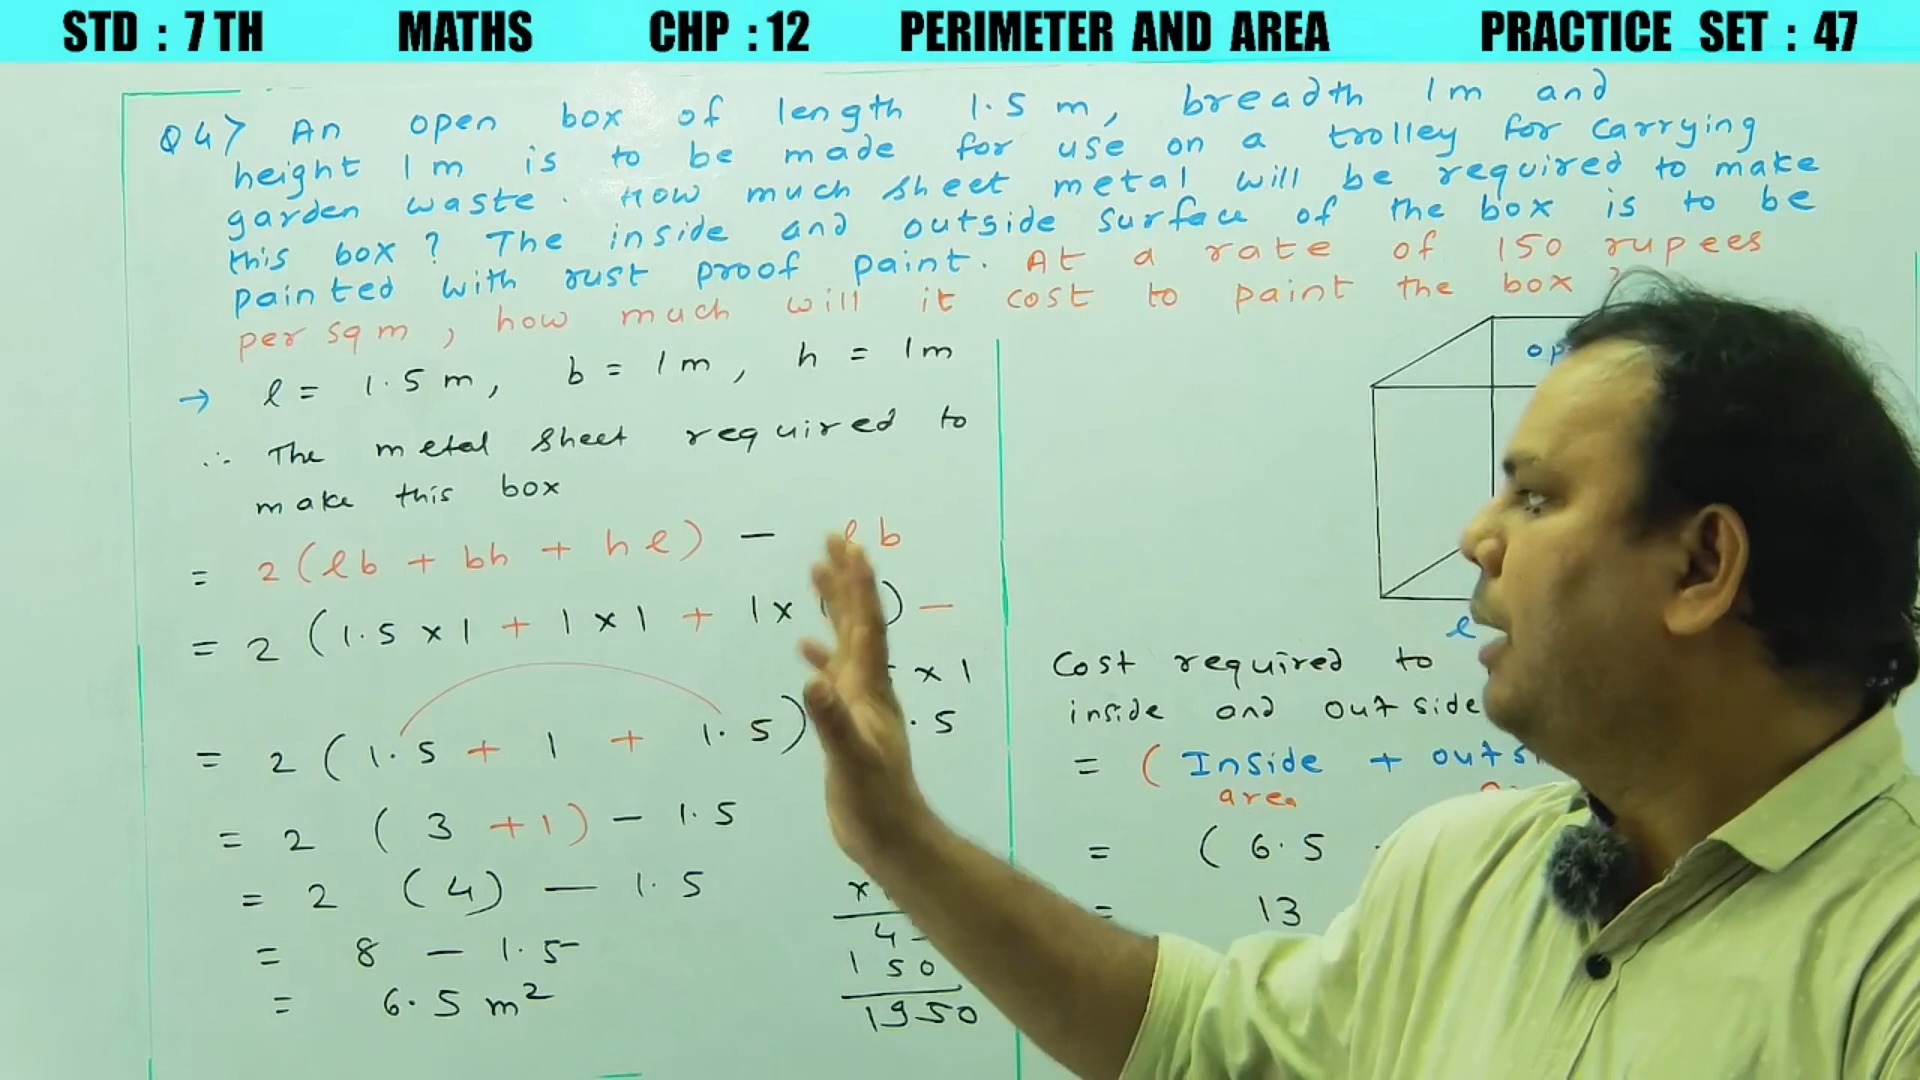 STD : 7TH MATHS CHP : 12 PERIMETER AND AREA PRACTICE SET : 47
Q4> An open box of length 1.5 m, breadth 1m and
height 1m is to be made for use on a trolley for carrying
garden waste. How much sheet metal will be required to make
this box? The inside and outside surface of the box is to be
painted with rust proof paint. At a rate of 150 rupees
per sqm, how much will it cost to paint the box ?
→ l = 1.5 m, b = 1m, h = 1m
∴ The metal sheet required to
make this box
= 2(lb + bh + hl) - lb
= 2 (1.5 x 1 + 1 x 1 + 1 x ) -
x 1
= 2 (1.5 + 1 + 1.5) .5
= 2 (3 + 1) - 1.5
= 2 (4) - 1.5
= 8 - 1.5
= 6.5 m²
x
4
150
1950
l
Cost required to
inside and outside
= ( Inside +
area
= ( 6.5
= 13